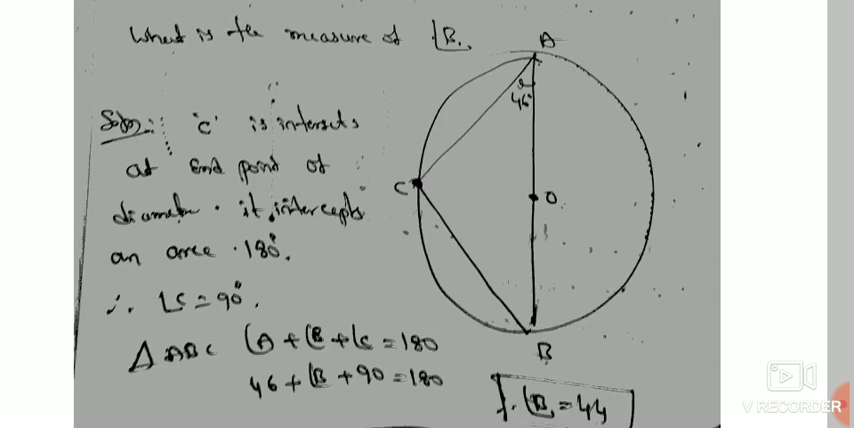 What is the measure of ∠B.
A
46°
Soln:- 'C' is intersects
at end point of
diameter. it intercepts
an arce 180°.
C
O
∴ ∠C = 90°.
B
△ABC ∠A + ∠B + ∠C = 180
46 + ∠B + 90 = 180
∴ ∠B = 44
V RECORDER